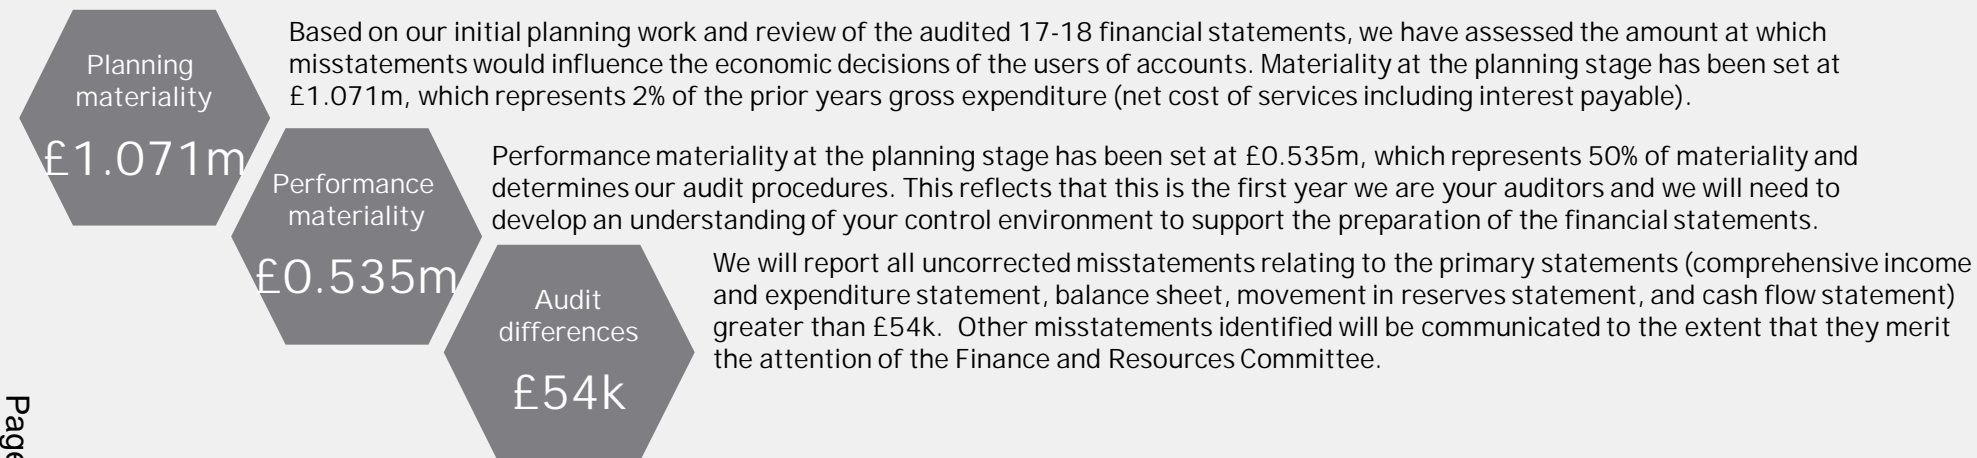 Planning
materiality
£1.071m
Based on our initial planning work and review of the audited 17-18 financial statements, we have assessed the amount at which
misstatements would influence the economic decisions of the users of accounts. Materiality at the planning stage has been set at
£1.071m, which represents 2% of the prior years gross expenditure (net cost of services including interest payable).
Performance
materiality
£0.535m
Performance materiality at the planning stage has been set at £0.535m, which represents 50% of materiality and
determines our audit procedures. This reflects that this is the first year we are your auditors and we will need to
develop an understanding of your control environment to support the preparation of the financial statements.
Audit
differences
£54k
We will report all uncorrected misstatements relating to the primary statements (comprehensive income
and expenditure statement, balance sheet, movement in reserves statement, and cash flow statement)
greater than £54k. Other misstatements identified will be communicated to the extent that they merit
the attention of the Finance and Resources Committee.
Page